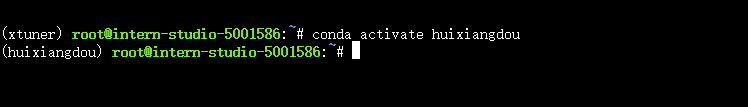 (xtuner) root@intern-studio-5001586:~# conda activate huixiangdou
(huixiangdou) root@intern-studio-5001586:~#